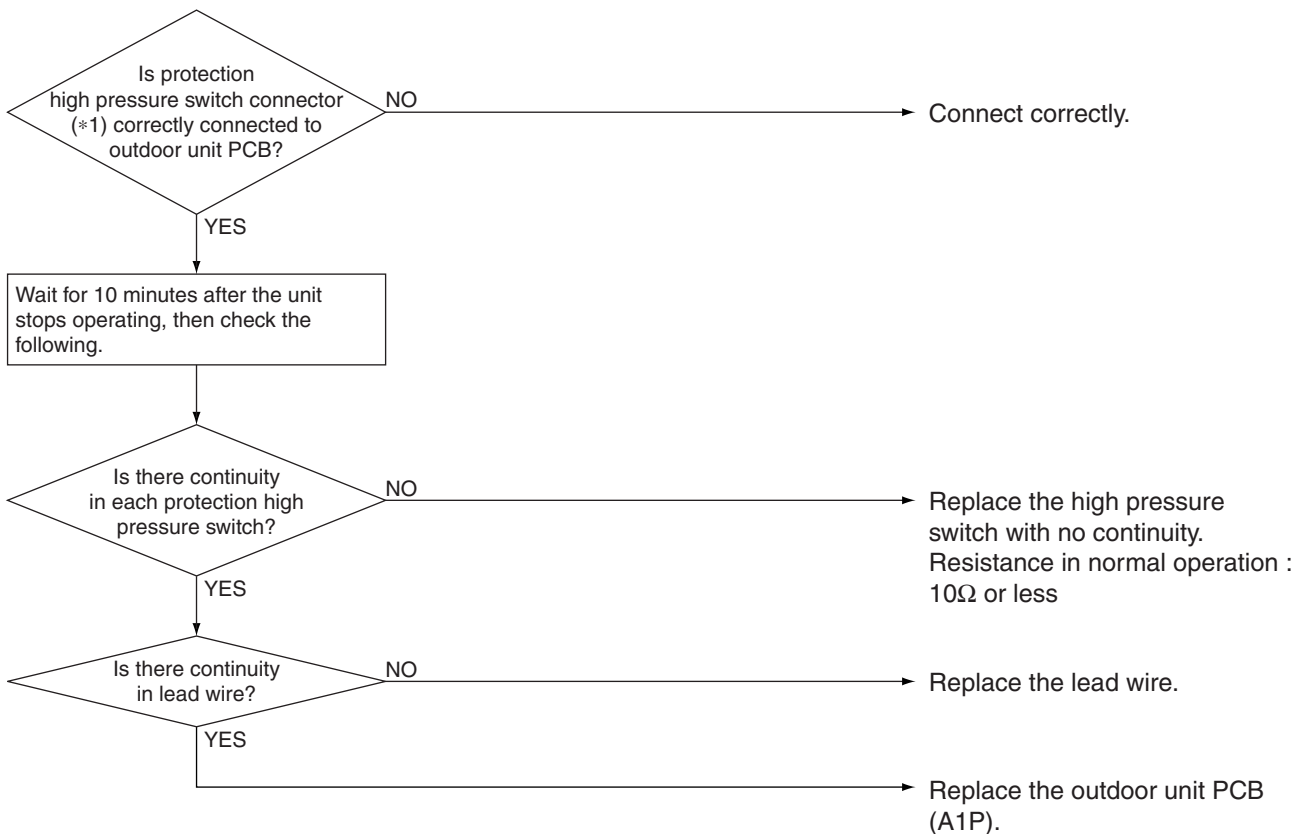 Is protection
high pressure switch connector
(*1) correctly connected to
outdoor unit PCB?
NO
Connect correctly.
YES
Wait for 10 minutes after the unit
stops operating, then check the
following.
Is there continuity
in each protection high
pressure switch?
NO
Replace the high pressure
switch with no continuity.
Resistance in normal operation :
10Ω or less
YES
Is there continuity
in lead wire?
NO
Replace the lead wire.
YES
Replace the outdoor unit PCB
(A1P).